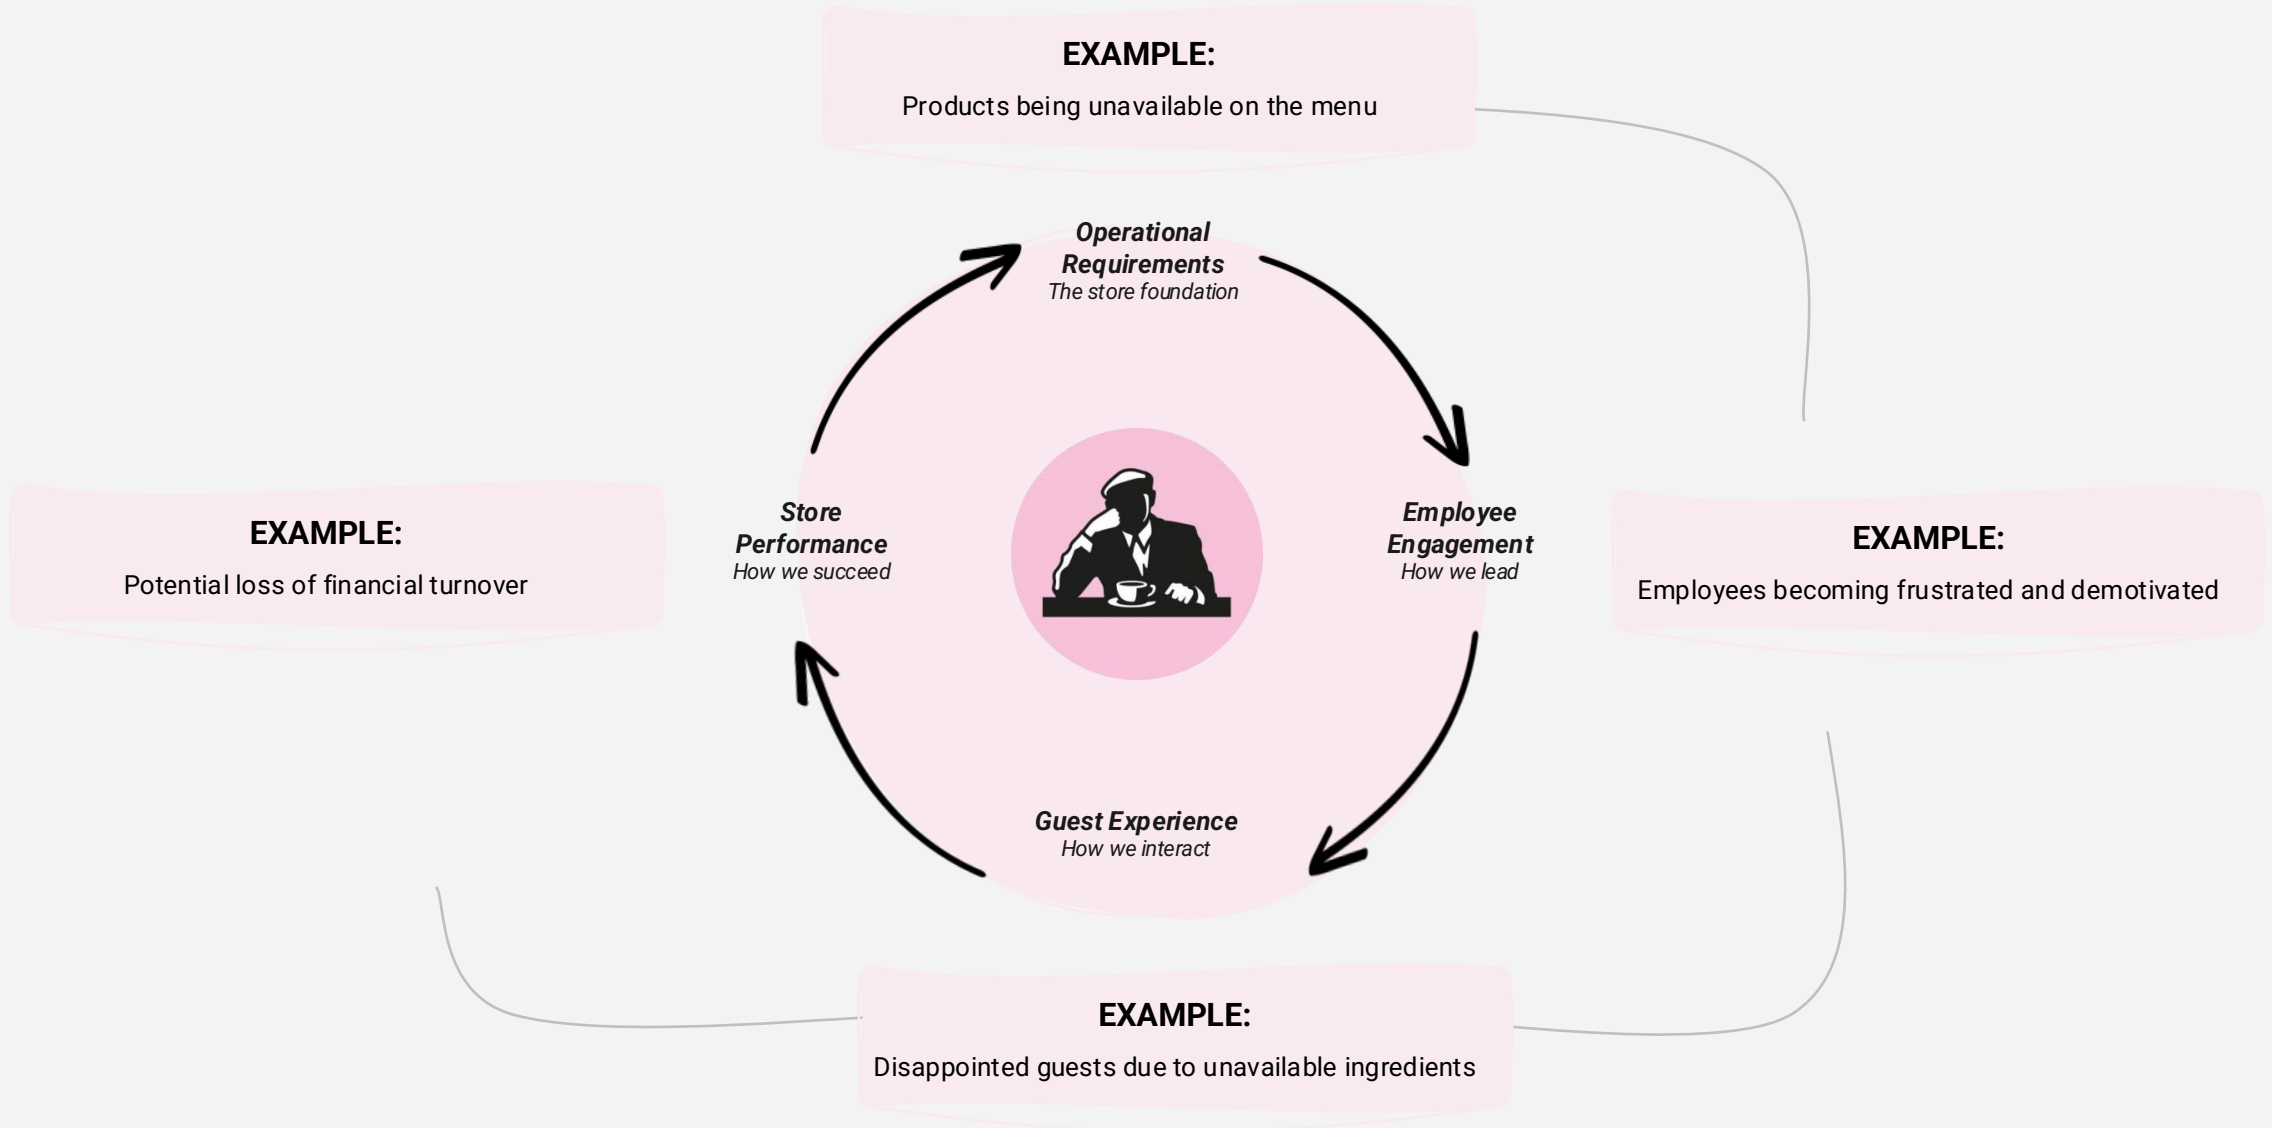 EXAMPLE:
Products being unavailable on the menu
Operational
Requirements
The store foundation
EXAMPLE:
Potential loss of financial turnover
Store
Performance
How we succeed
Employee
Engagement
How we lead
EXAMPLE:
Employees becoming frustrated and demotivated
Guest Experience
How we interact
EXAMPLE:
Disappointed guests due to unavailable ingredients